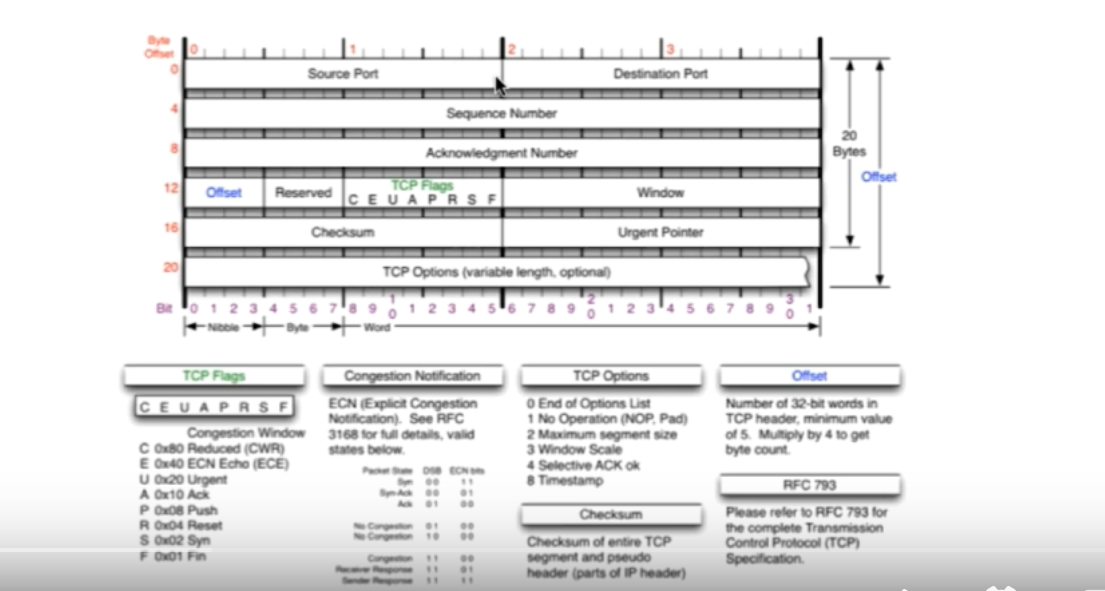 Byte
Offset
0 1 2 3
0 Source Port Destination Port
4 Sequence Number
8 Acknowledgment Number
20
Bytes
Offset
12 Offset Reserved TCP Flags Window
C E U A P R S F
16 Checksum Urgent Pointer
20 TCP Options (variable length, optional)
Bit 0 1 2 3 4 5 6 7 8 9 1 0 1 2 3 4 5 6 7 8 9 2 0 1 2 3 4 5 6 7 8 9 3 0 1
Nibble Byte Word
TCP Flags
C E U A P R S F
Congestion Window
C 0x80 Reduced (CWR)
E 0x40 ECN Echo (ECE)
U 0x20 Urgent
A 0x10 Ack
P 0x08 Push
R 0x04 Reset
S 0x02 Syn
F 0x01 Fin
Congestion Notification
ECN (Explicit Congestion
Notification). See RFC
3168 for full details, valid
states below.
Packet State DSB ECN bits
Syn 0 0 1 1
Syn-Ack 0 0 0 1
Ack 0 1 0 0
No Congestion 0 1 0 0
No Congestion 1 0 0 0
Congestion 1 1 0 0
Receiver Response 1 1 0 1
Sender Response 1 1 1 1
TCP Options
0 End of Options List
1 No Operation (NOP, Pad)
2 Maximum segment size
3 Window Scale
4 Selective ACK ok
8 Timestamp
Checksum
Checksum of entire TCP
segment and pseudo
header (parts of IP header)
Offset
Number of 32-bit words in
TCP header, minimum value
of 5. Multiply by 4 to get
byte count.
RFC 793
Please refer to RFC 793 for
the complete Transmission
Control Protocol (TCP)
Specification.